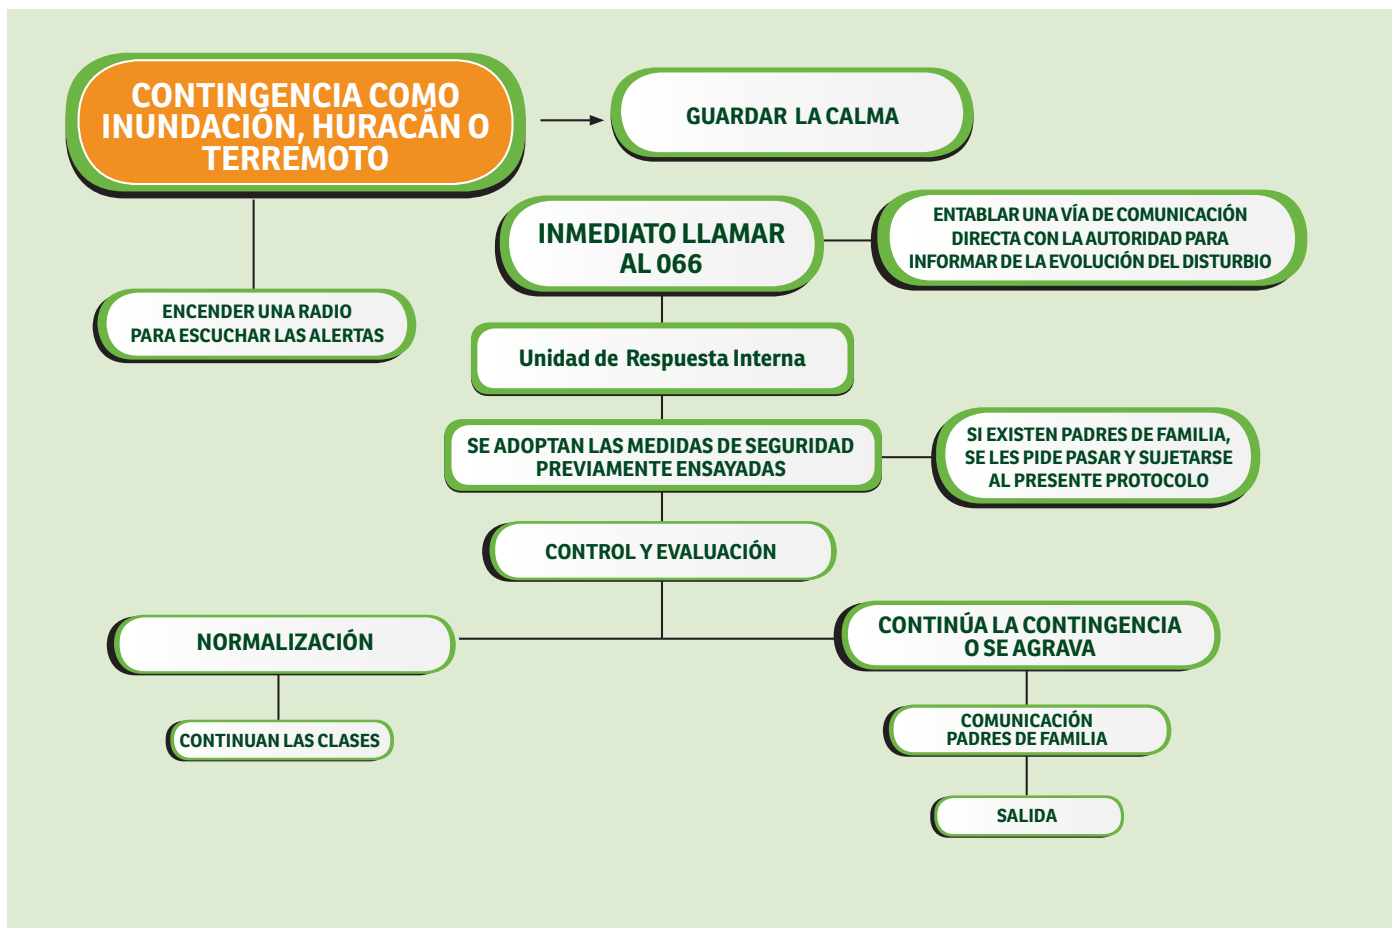 CONTINGENCIA COMO
INUNDACIÓN, HURACÁN O
TERREMOTO
GUARDAR LA CALMA
INMEDIATO LLAMAR
AL 066
ENTABLAR UNA VÍA DE COMUNICACIÓN
DIRECTA CON LA AUTORIDAD PARA
INFORMAR DE LA EVOLUCIÓN DEL DISTURBIO
ENCENDER UNA RADIO
PARA ESCUCHAR LAS ALERTAS
Unidad de Respuesta Interna
SE ADOPTAN LAS MEDIDAS DE SEGURIDAD
PREVIAMENTE ENSAYADAS
SI EXISTEN PADRES DE FAMILIA,
SE LES PIDE PASAR Y SUJETARSE
AL PRESENTE PROTOCOLO
CONTROL Y EVALUACIÓN
NORMALIZACIÓN
CONTINÚA LA CONTINGENCIA
O SE AGRAVA
CONTINUAN LAS CLASES
COMUNICACIÓN
PADRES DE FAMILIA
SALIDA